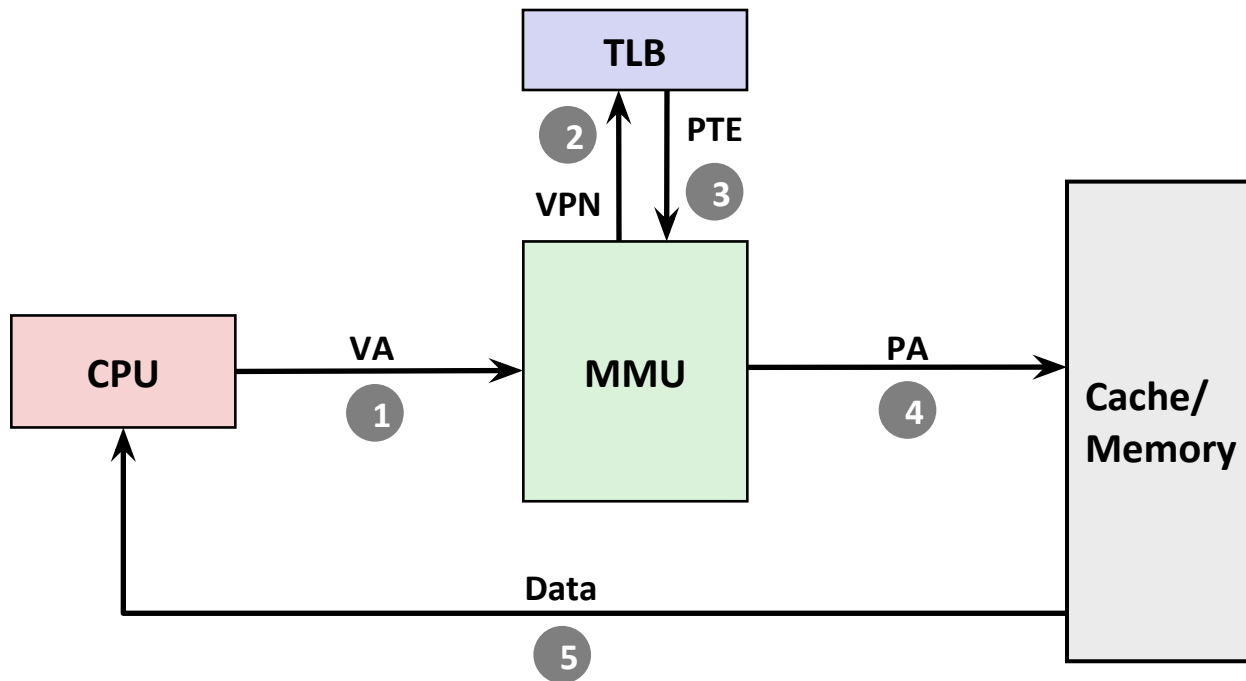 TLB
2
PTE
3
VPN
CPU
VA
1
MMU
PA
4
Cache/
Memory
Data
5